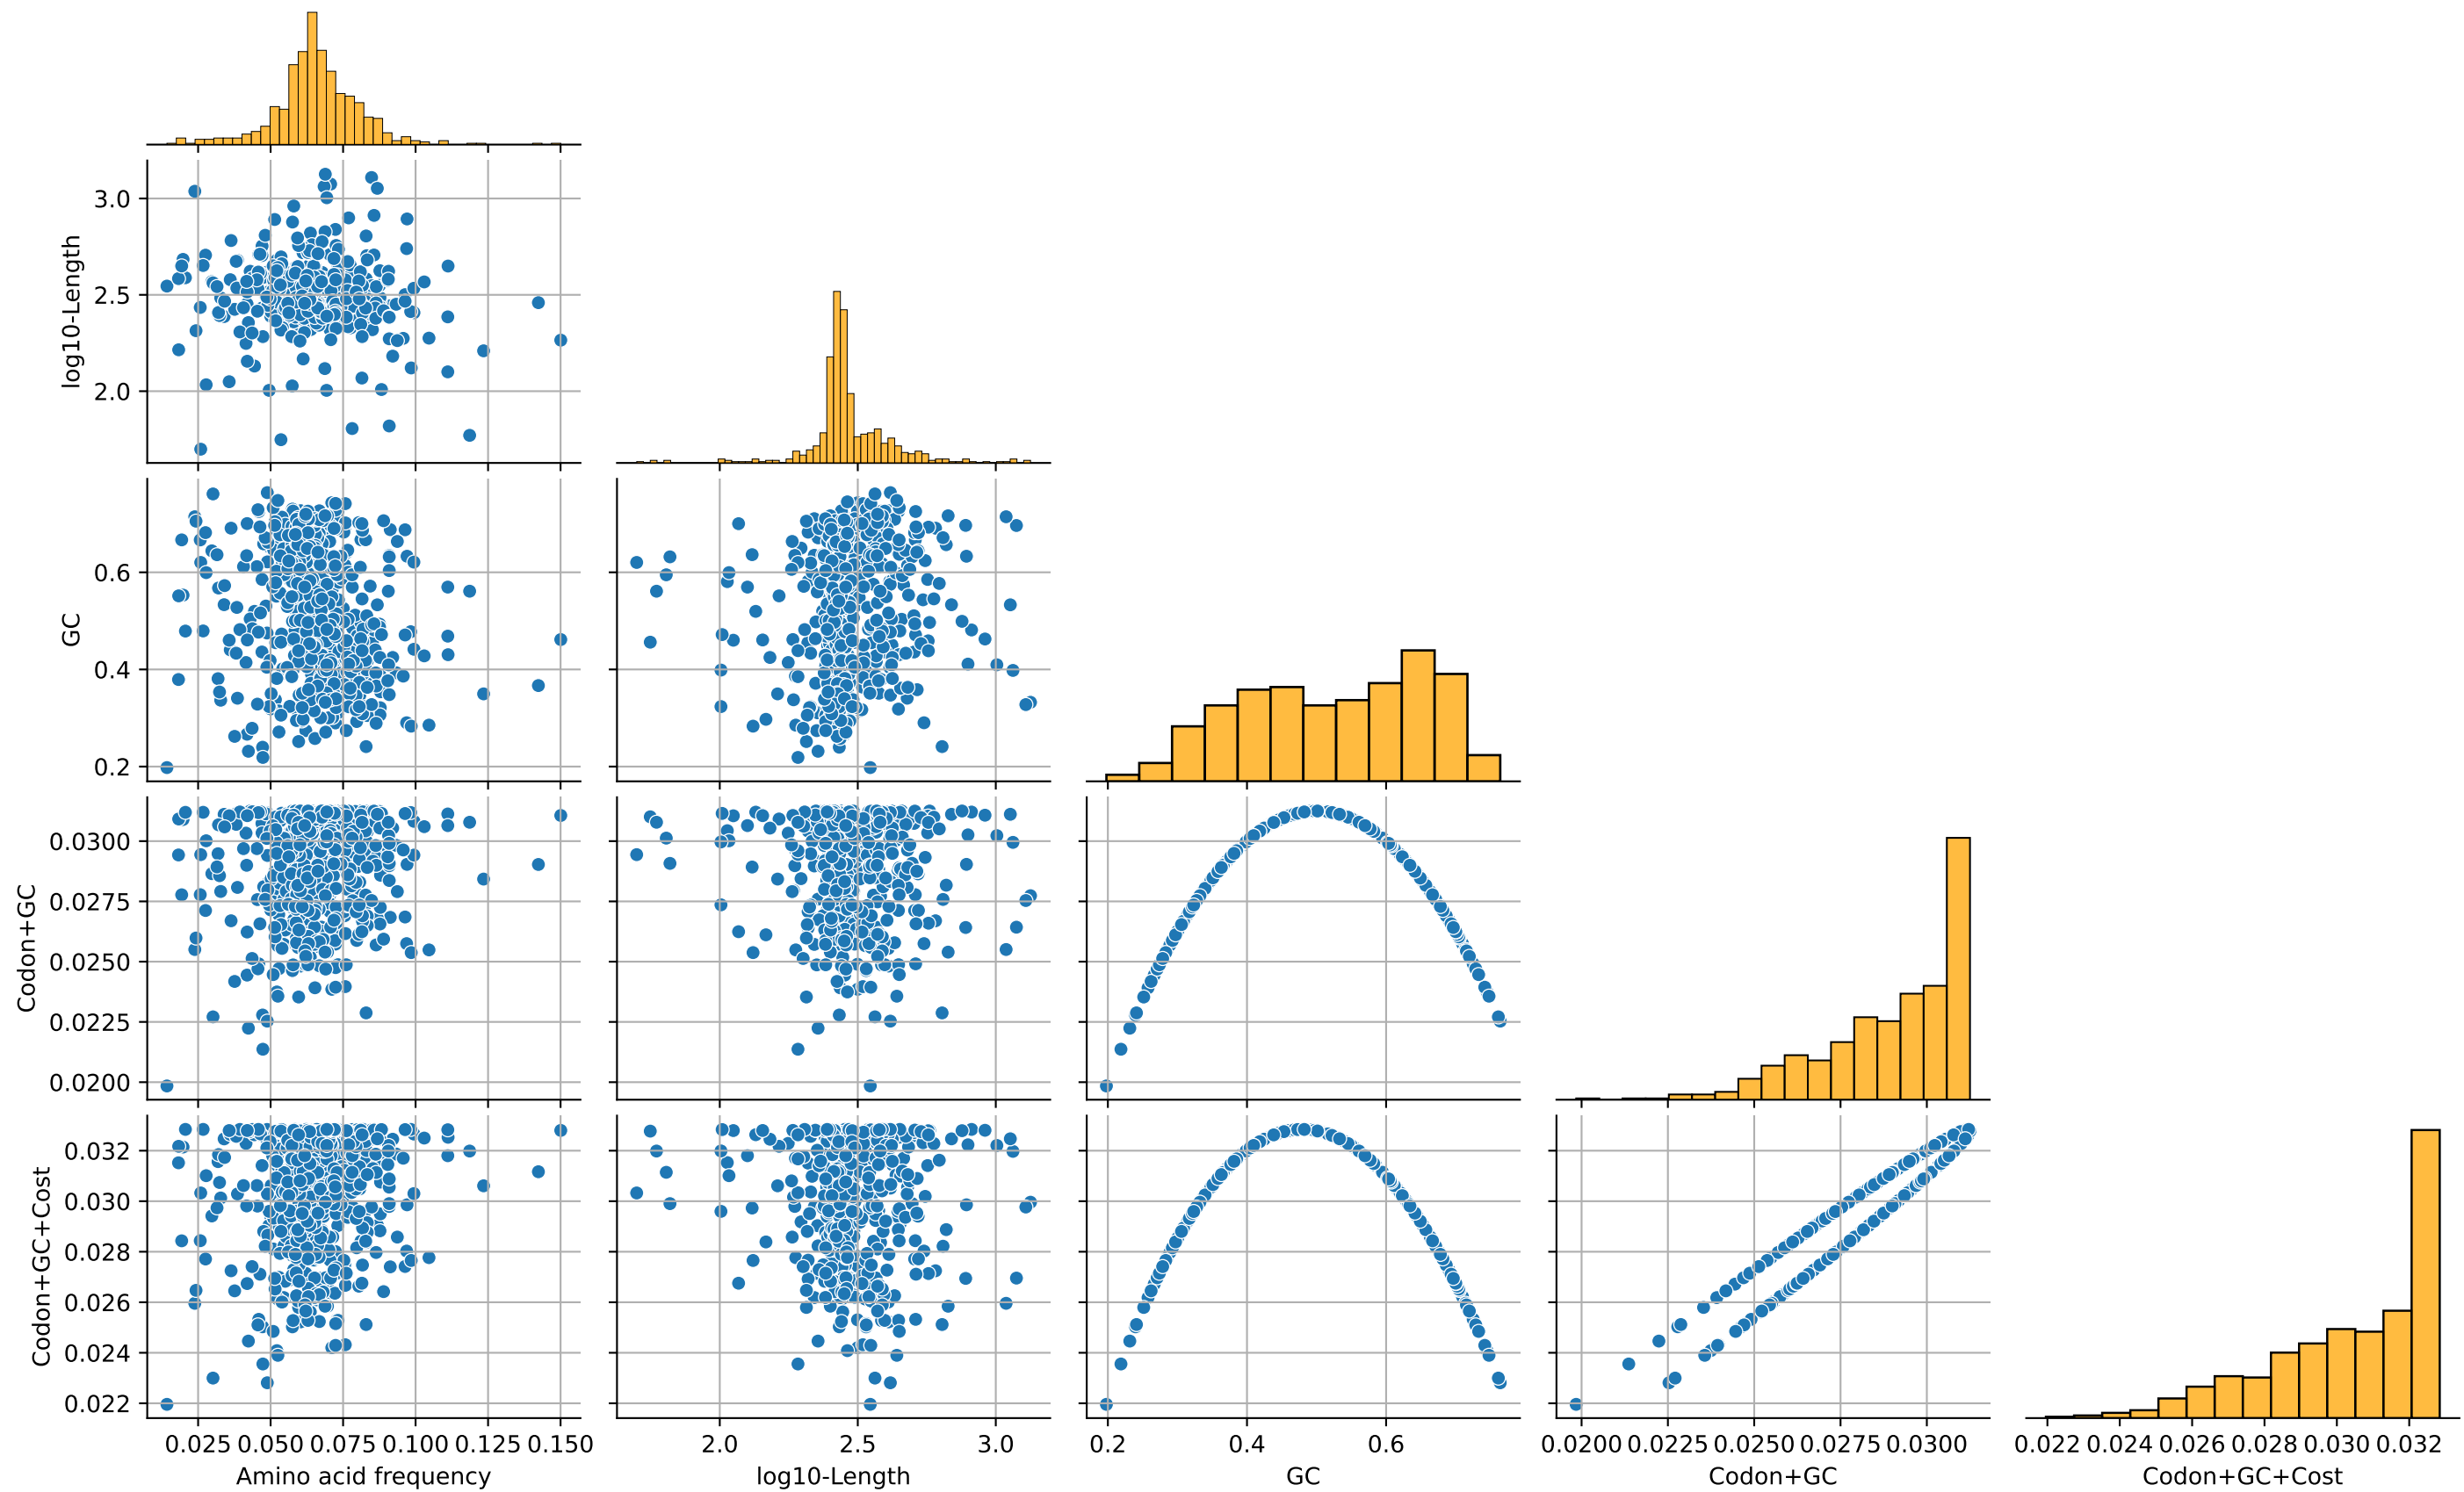 3.0
2.5
2.0
log10-Length
0.6
0.4
0.2
GC
0.0300
0.0275
0.0250
0.0225
0.0200
Codon+GC
0.032
0.030
0.028
0.026
0.024
0.022
Codon+GC+Cost
0.025 0.050 0.075 0.100 0.125 0.150
Amino acid frequency
2.0 2.5 3.0
log10-Length
0.2 0.4 0.6
GC
0.0200 0.0225 0.0250 0.0275 0.0300
Codon+GC
0.022 0.024 0.026 0.028 0.030 0.032
Codon+GC+Cost